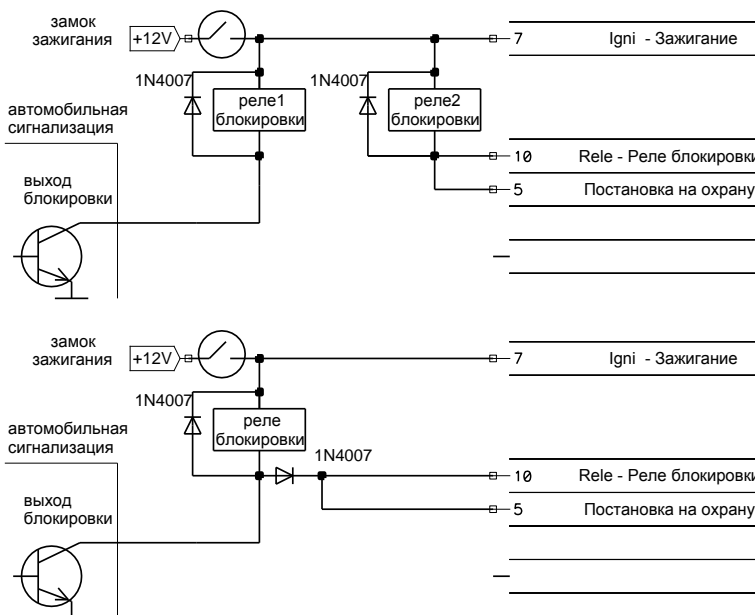 замок
зажигания
+12V
7
Igni - Зажигание
1N4007
1N4007
реле1
блокировки
реле2
блокировки
автомобильная
сигнализация
10
Rele - Реле блокировки
5
Постановка на охрану
выход
блокировки
замок
зажигания
+12V
7
Igni - Зажигание
1N4007
реле
блокировки
автомобильная
сигнализация
1N4007
10
Rele - Реле блокировки
5
Постановка на охрану
выход
блокировки